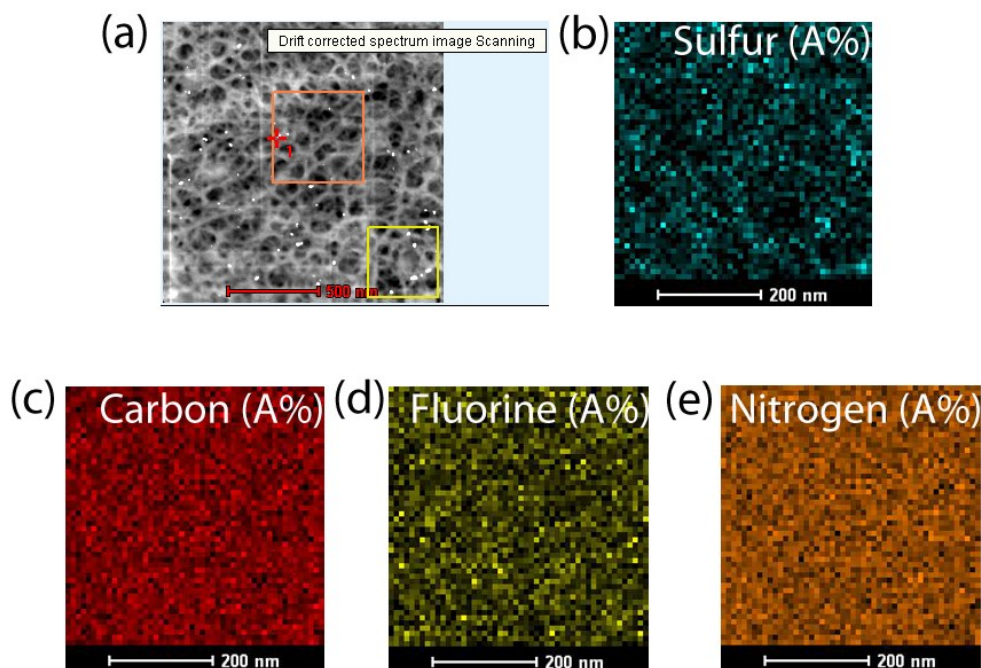 (a)
Drift corrected spectrum image Scanning
1
500 nm
(b)
Sulfur (A%)
200 nm
(c)
Carbon (A%)
200 nm
(d)
Fluorine (A%)
200 nm
(e)
Nitrogen (A%)
200 nm